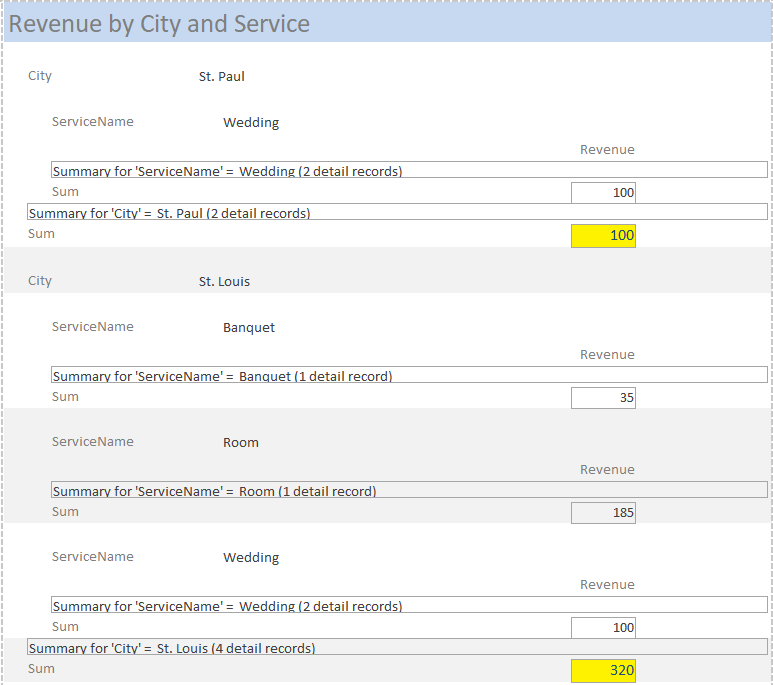 Revenue by City and Service
City St. Paul
ServiceName Wedding
Revenue
Summary for 'ServiceName' = Wedding (2 detail records)
Sum 100
Summary for 'City' = St. Paul (2 detail records)
Sum 100
City St. Louis
ServiceName Banquet
Revenue
Summary for 'ServiceName' = Banquet (1 detail record)
Sum 35
ServiceName Room
Revenue
Summary for 'ServiceName' = Room (1 detail record)
Sum 185
ServiceName Wedding
Revenue
Summary for 'ServiceName' = Wedding (2 detail records)
Sum 100
Summary for 'City' = St. Louis (4 detail records)
Sum 320